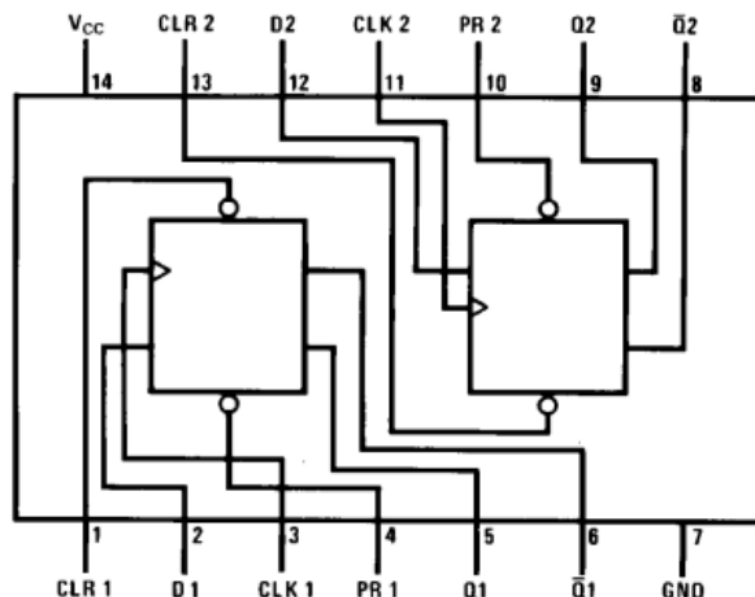 V_CC CLR 2 D2 CLK 2 PR 2 Q2 Q̅2
14 13 12 11 10 9 8
1 2 3 4 5 6 7
CLR 1 D1 CLK 1 PR 1 Q1 Q̅1 GND